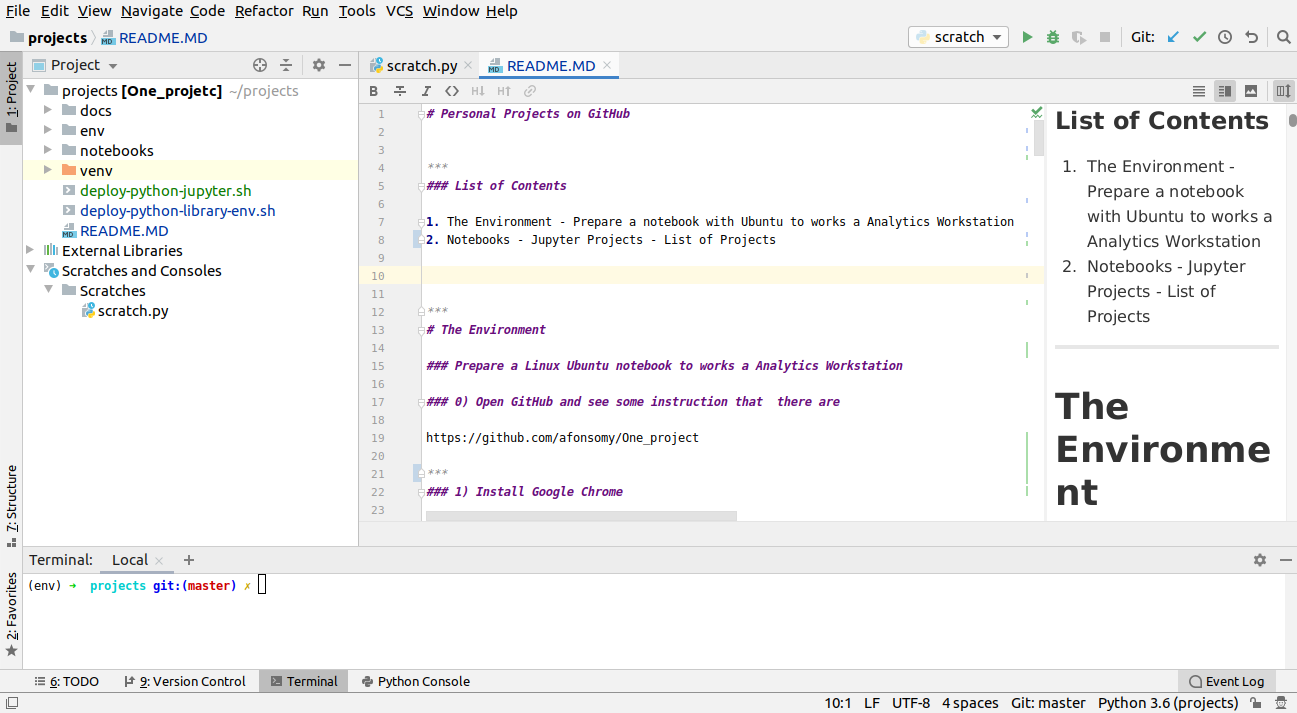 File Edit View Navigate Code Refactor Run Tools VCS Window Help
projects README.MD scratch Git:
1: Project
Project
projects [One_projetc] ~/projects
docs
env
notebooks
venv
deploy-python-jupyter.sh
deploy-python-library-env.sh
README.MD
External Libraries
Scratches and Consoles
Scratches
scratch.py
7: Structure
2: Favorites
scratch.py README.MD
B I H↓ H↑
1 # Personal Projects on GitHub
2
3
4 ***
5 ### List of Contents
6
7 1. The Environment - Prepare a notebook with Ubuntu to works a Analytics Workstation
8 2. Notebooks - Jupyter Projects - List of Projects
9
10
11
12 ***
13 # The Environment
14
15 ### Prepare a Linux Ubuntu notebook to works a Analytics Workstation
16
17 ### 0) Open GitHub and see some instruction that  there are
18
19 https://github.com/afonsomy/One_project
20
21 ***
22 ### 1) Install Google Chrome
23
List of Contents
1. The Environment -
Prepare a notebook
with Ubuntu to works a
Analytics Workstation
2. Notebooks - Jupyter
Projects - List of
Projects
The
Environme
nt
Terminal: Local +
(env) ➜ projects git:(master) ✗
6: TODO 9: Version Control Terminal Python Console Event Log
10:1 LF UTF-8 4 spaces Git: master Python 3.6 (projects)